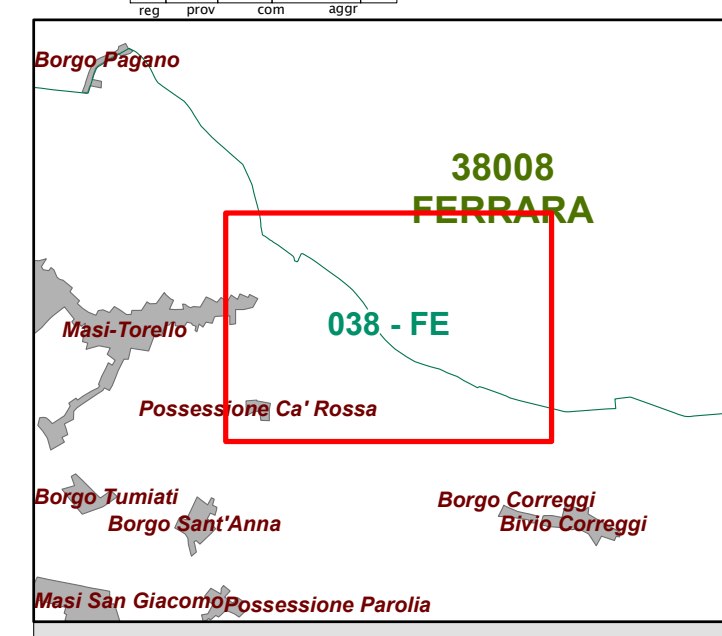 reg prov com aggr
Borgo Pagano
38008
FERRARA
Masi-Torello
038 - FE
Possessione Ca' Rossa
Borgo Tumiati
Borgo Correggi
Borgo Sant'Anna
Bivio Correggi
Masi San Giacomo
Possessione Parolia